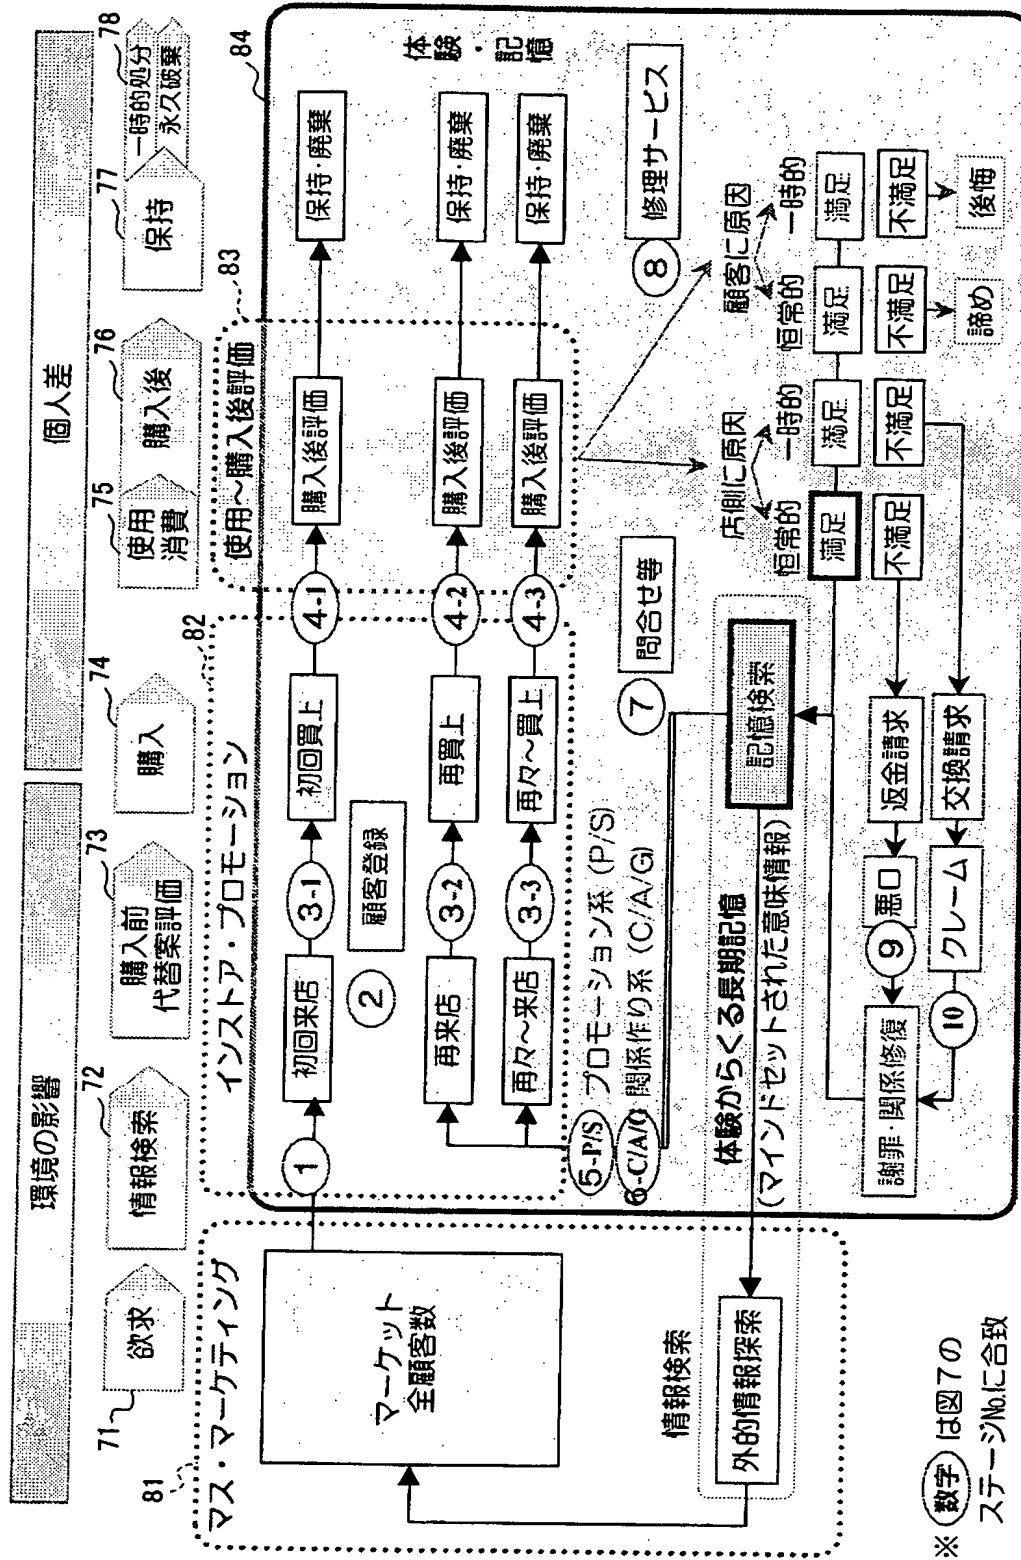 環境の影響
個人差
71
欲求
72
情報検索
73
購入前
代替案評価
74
購入
75
使用
消費
76
購入後
77
保持
78
一時的処分
永久破棄
81
マス・マーケティング
82
インストア・プロモーション
83
使用~購入後評価
84
体験・記憶
マーケット
全顧客数
1
初回来店
3-1
初回買上
4-1
購入後評価
保持・廃棄
2
顧客登録
再来店
3-2
再買上
4-2
購入後評価
保持・廃棄
再々~来店
3-3
再々~買上
4-3
購入後評価
保持・廃棄
5-P/S
プロモーション系 (P/S)
6-C/A/G
関係作り系 (C/A/G)
7
問合せ等
8
修理サービス
情報検索
外的情報探索
体験からくる長期記憶
(マインドセットされた意味情報)
記憶検索
店側に原因
顧客に原因
恒常的
一時的
恒常的
一時的
満足
満足
満足
満足
不満足
不満足
不満足
不満足
諦め
後悔
謝罪・関係修復
9
悪口
返金請求
10
クレーム
交換請求
※ 数字 は図7の
ステージNo.に合致